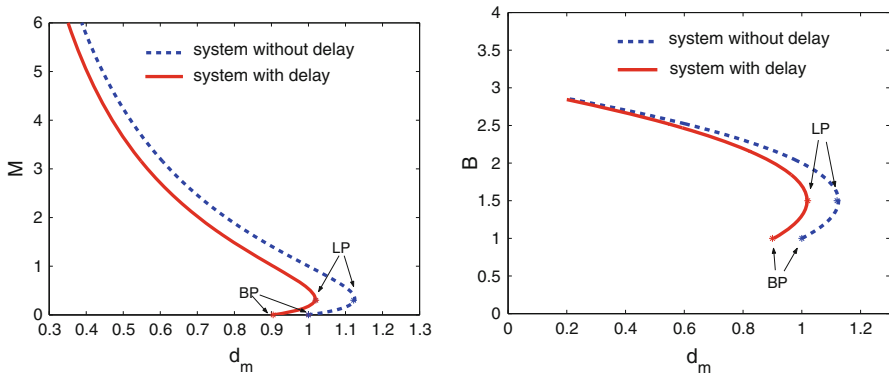 6
5
4
3
2
1
0
M
system without delay
system with delay
LP
BP
0.3 0.4 0.5 0.6 0.7 0.8 0.9 1 1.1 1.2 1.3
d_m
4
3.5
3
2.5
2
1.5
1
0.5
0
B
system without delay
system with delay
LP
BP
0 0.2 0.4 0.6 0.8 1 1.2
d_m